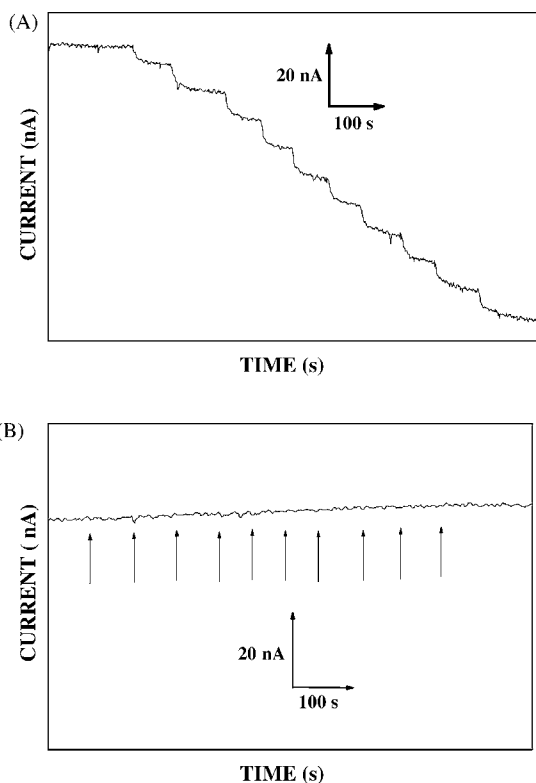 (A)
CURRENT (nA)
20 nA
100 s
TIME (s)
(B)
CURRENT ( nA)
20 nA
100 s
TIME (s)